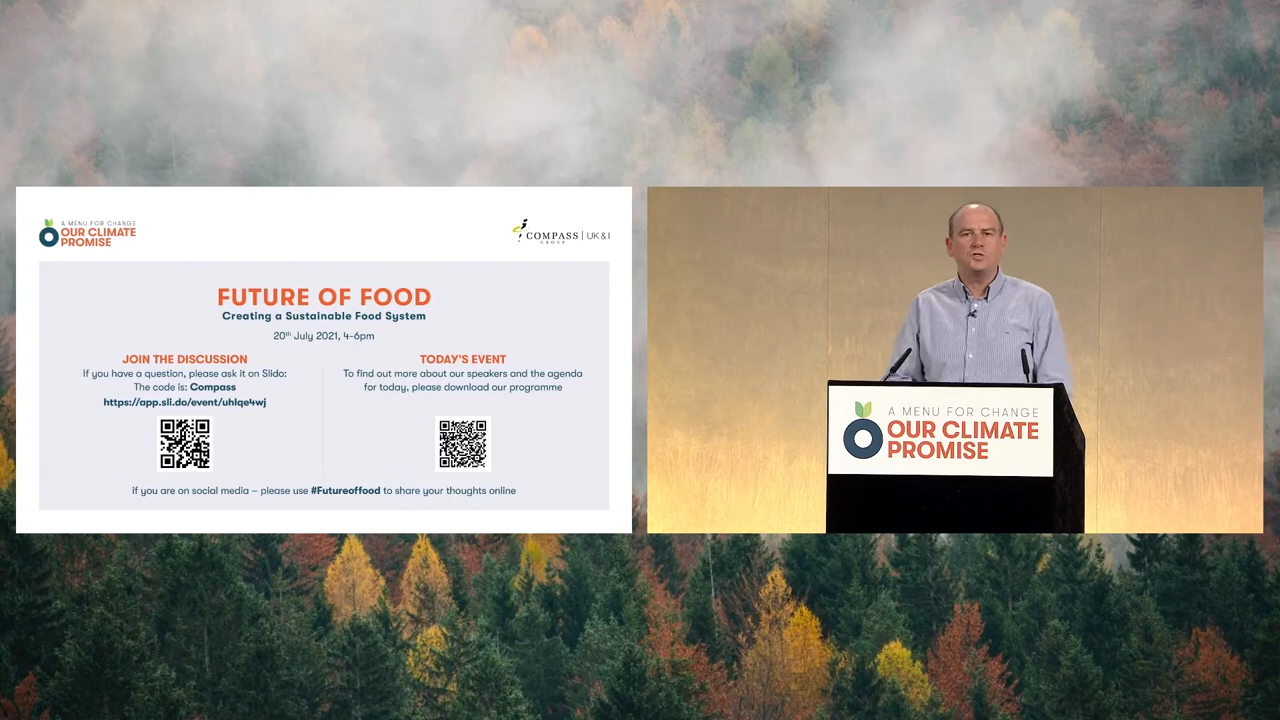 A MENU FOR CHANGE
OUR CLIMATE
PROMISE
COMPASS | UK & I
GROUP
FUTURE OF FOOD
Creating a Sustainable Food System
20th July 2021, 4-6pm
JOIN THE DISCUSSION
If you have a question, please ask it on Slido:
The code is: Compass
https://app.sli.do/event/uhlqe4wj
TODAY'S EVENT
To find out more about our speakers and the agenda
for today, please download our programme
If you are on social media – please use #Futureoffood to share your thoughts online
A MENU FOR CHANGE
OUR CLIMATE
PROMISE